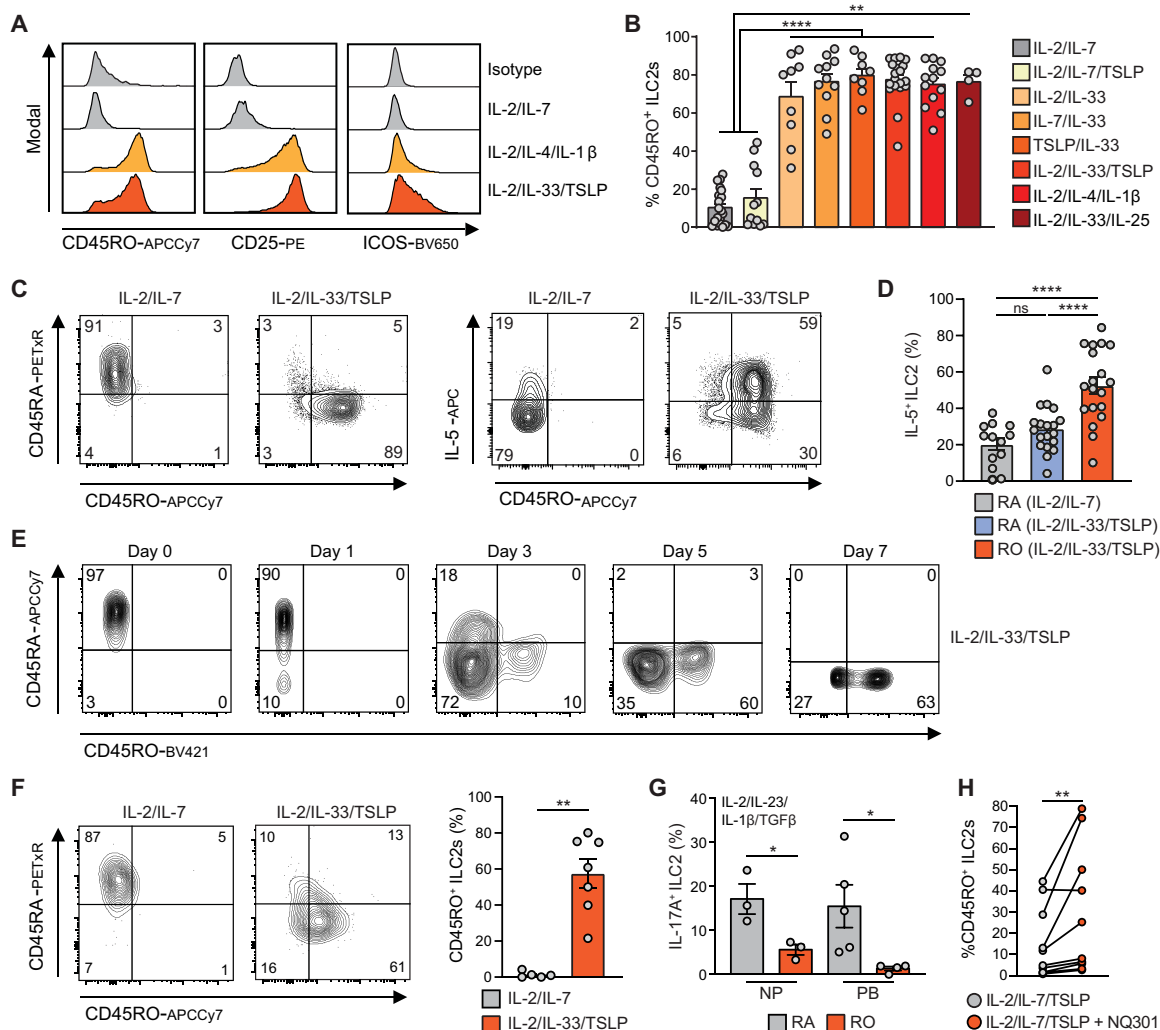 A
Modal
Isotype
IL-2/IL-7
IL-2/IL-4/IL-1β
IL-2/IL-33/TSLP
CD45RO-APCCy7
CD25-PE
ICOS-BV650
B
% CD45RO+ ILC2s
100
80
60
40
20
0
****
**
IL-2/IL-7
IL-2/IL-7/TSLP
IL-2/IL-33
IL-7/IL-33
TSLP/IL-33
IL-2/IL-33/TSLP
IL-2/IL-4/IL-1β
IL-2/IL-33/IL-25
C
IL-2/IL-7
IL-2/IL-33/TSLP
CD45RA-PETxR
91 3
4 1
3 5
3 89
CD45RO-APCCy7
IL-2/IL-7
IL-2/IL-33/TSLP
IL-5-APC
19 2
79 0
5 59
6 30
CD45RO-APCCy7
D
IL-5+ ILC2 (%)
100
80
60
40
20
0
****
ns ****
RA (IL-2/IL-7)
RA (IL-2/IL-33/TSLP)
RO (IL-2/IL-33/TSLP)
E
Day 0
Day 1
Day 3
Day 5
Day 7
CD45RA-APCCy7
97 0
3 0
90 0
10 0
18 0
72 10
2 3
35 60
0 0
27 63
IL-2/IL-33/TSLP
CD45RO-BV421
F
IL-2/IL-7
IL-2/IL-33/TSLP
CD45RA-PETxR
87 5
7 1
10 13
16 61
CD45RO-APCCy7
CD45RO+ ILC2s (%)
100
80
60
40
20
0
**
IL-2/IL-7
IL-2/IL-33/TSLP
G
IL-17A+ ILC2 (%)
40
30
20
10
0
IL-2/IL-23/
IL-1β/TGFβ
*
*
NP
PB
RA
RO
H
%CD45RO+ ILC2s
80
70
60
50
40
30
20
10
0
**
IL-2/IL-7/TSLP
IL-2/IL-7/TSLP + NQ301